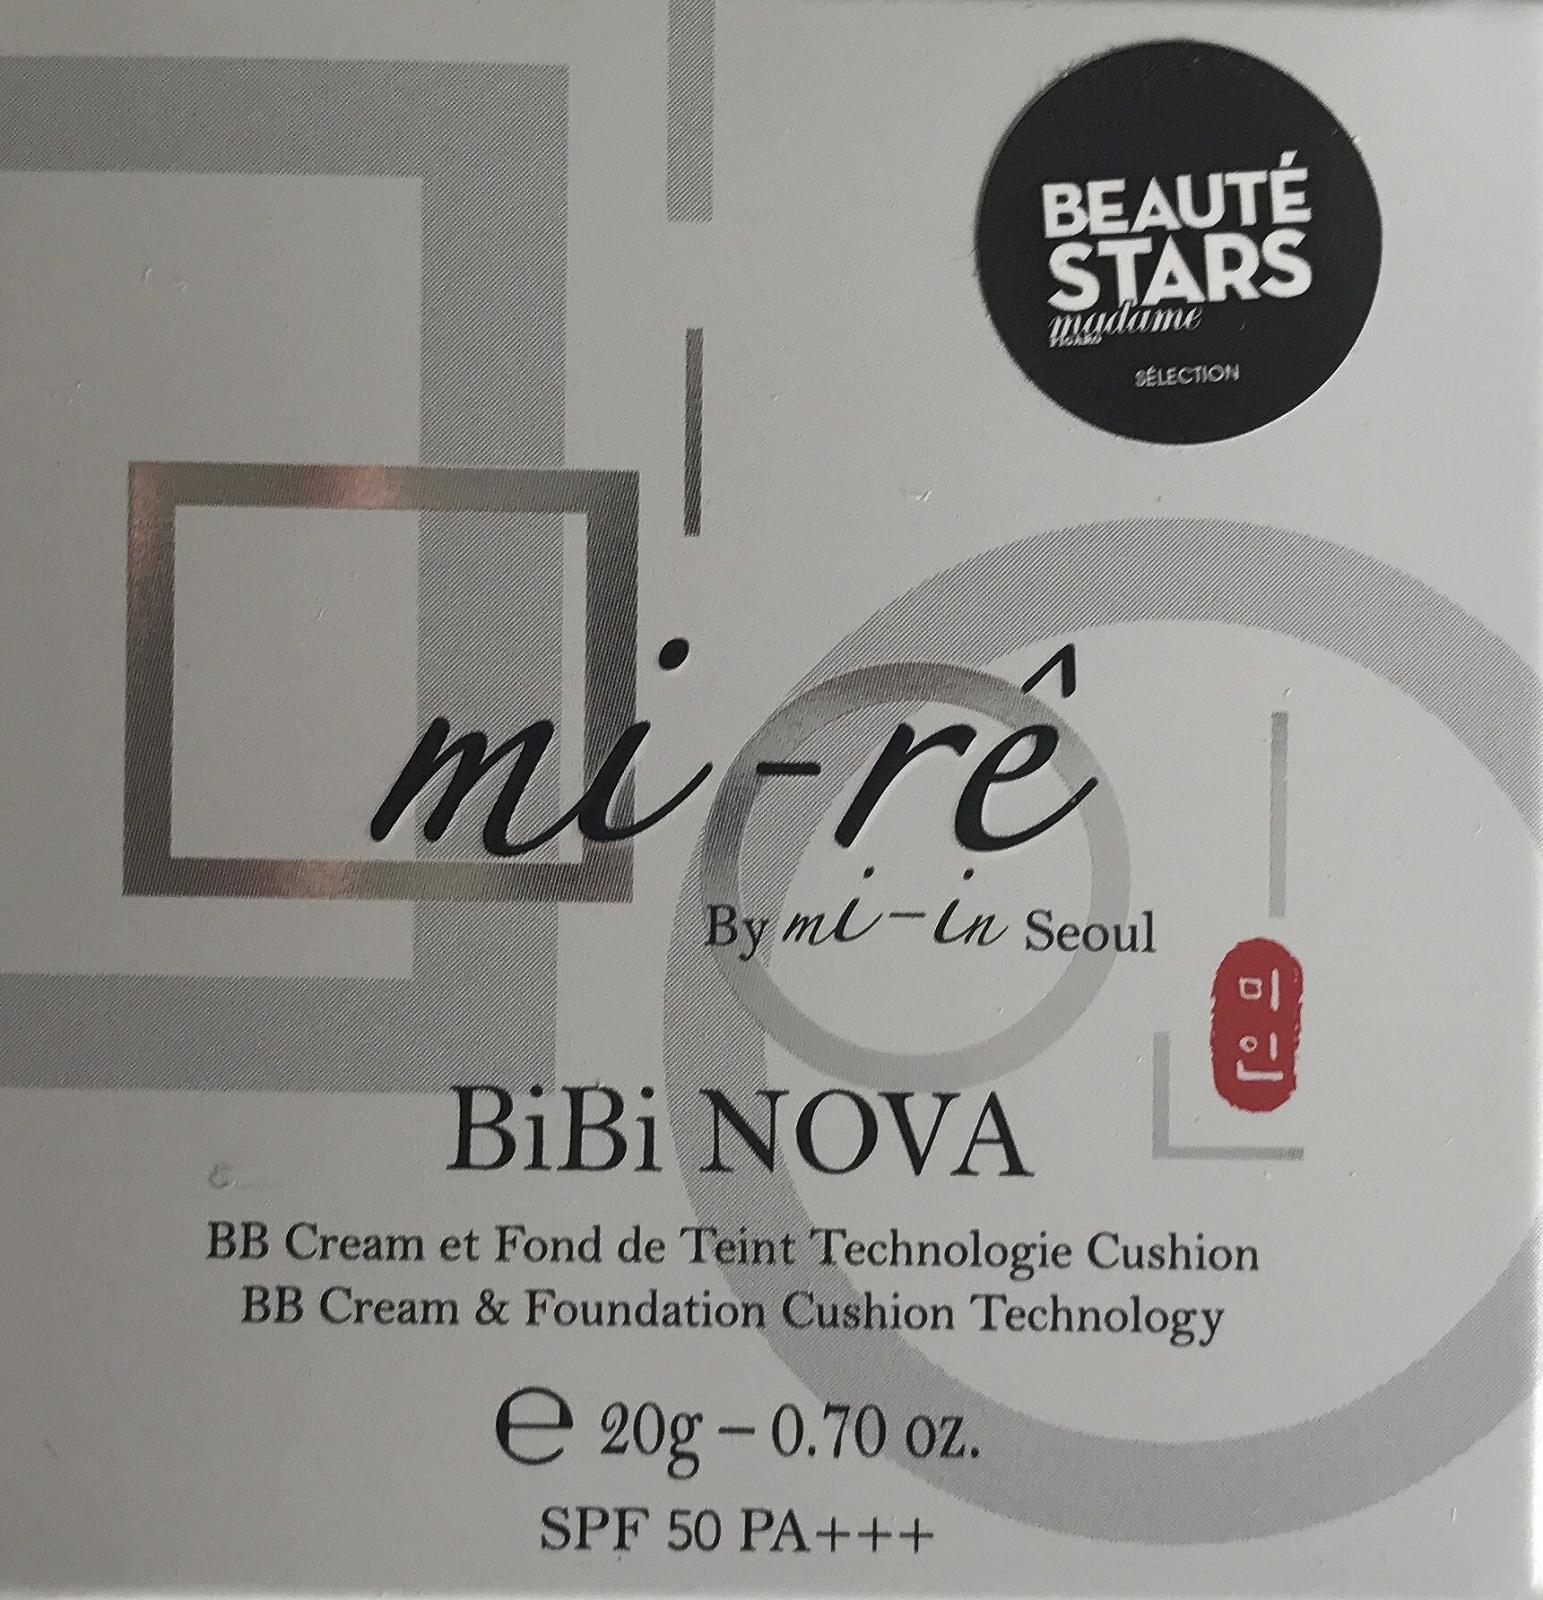 BEAUTÉ
STARS
madame
FIGARO
SÉLECTION
mi-rê
By mi-in Seoul
미인
BiBi NOVA
BB Cream et Fond de Teint Technologie Cushion
BB Cream & Foundation Cushion Technology
℮ 20g – 0.70 oz.
SPF 50 PA+++